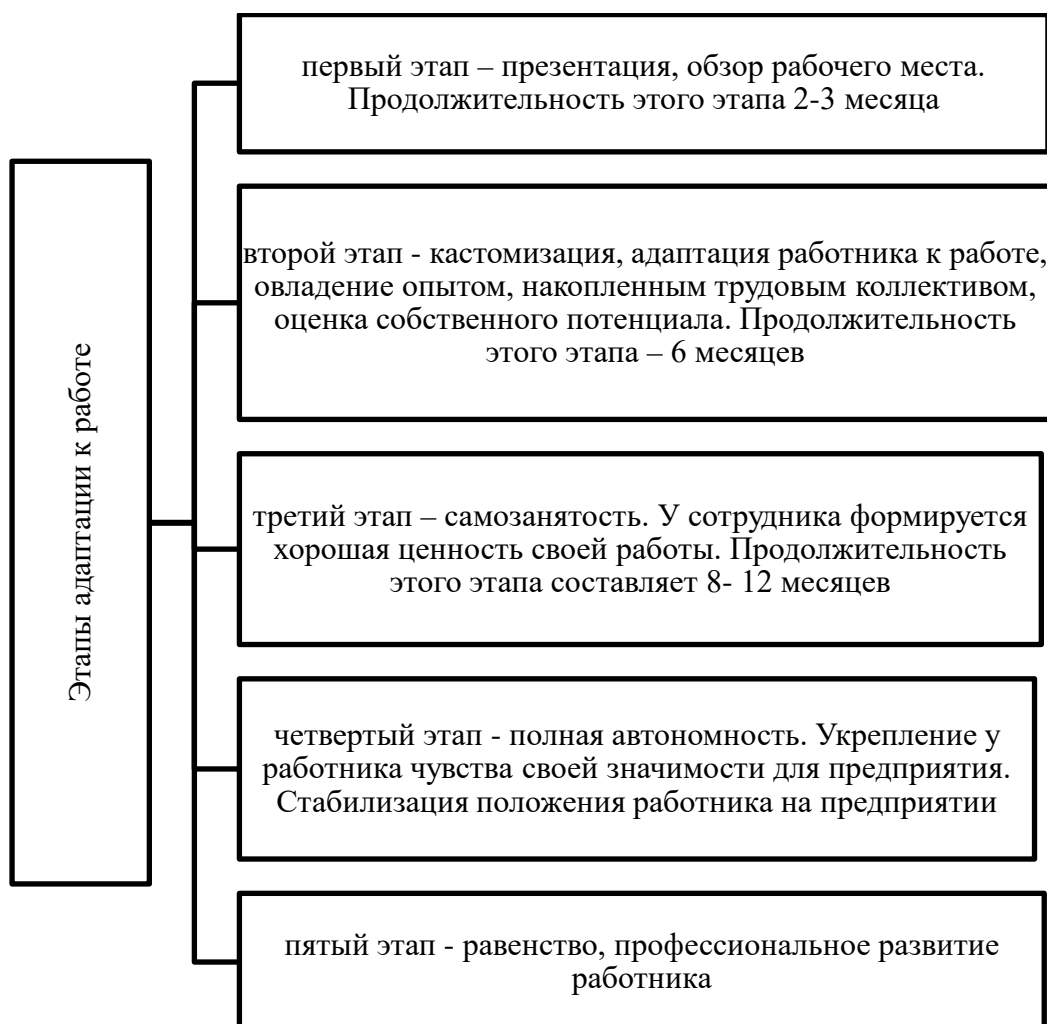 Этапы адаптации к работе
первый этап – презентация, обзор рабочего места.
Продолжительность этого этапа 2-3 месяца
второй этап - кастомизация, адаптация работника к работе,
овладение опытом, накопленным трудовым коллективом,
оценка собственного потенциала. Продолжительность
этого этапа – 6 месяцев
третий этап – самозанятость. У сотрудника формируется
хорошая ценность своей работы. Продолжительность
этого этапа составляет 8- 12 месяцев
четвертый этап - полная автономность. Укрепление у
работника чувства своей значимости для предприятия.
Стабилизация положения работника на предприятии
пятый этап - равенство, профессиональное развитие
работника